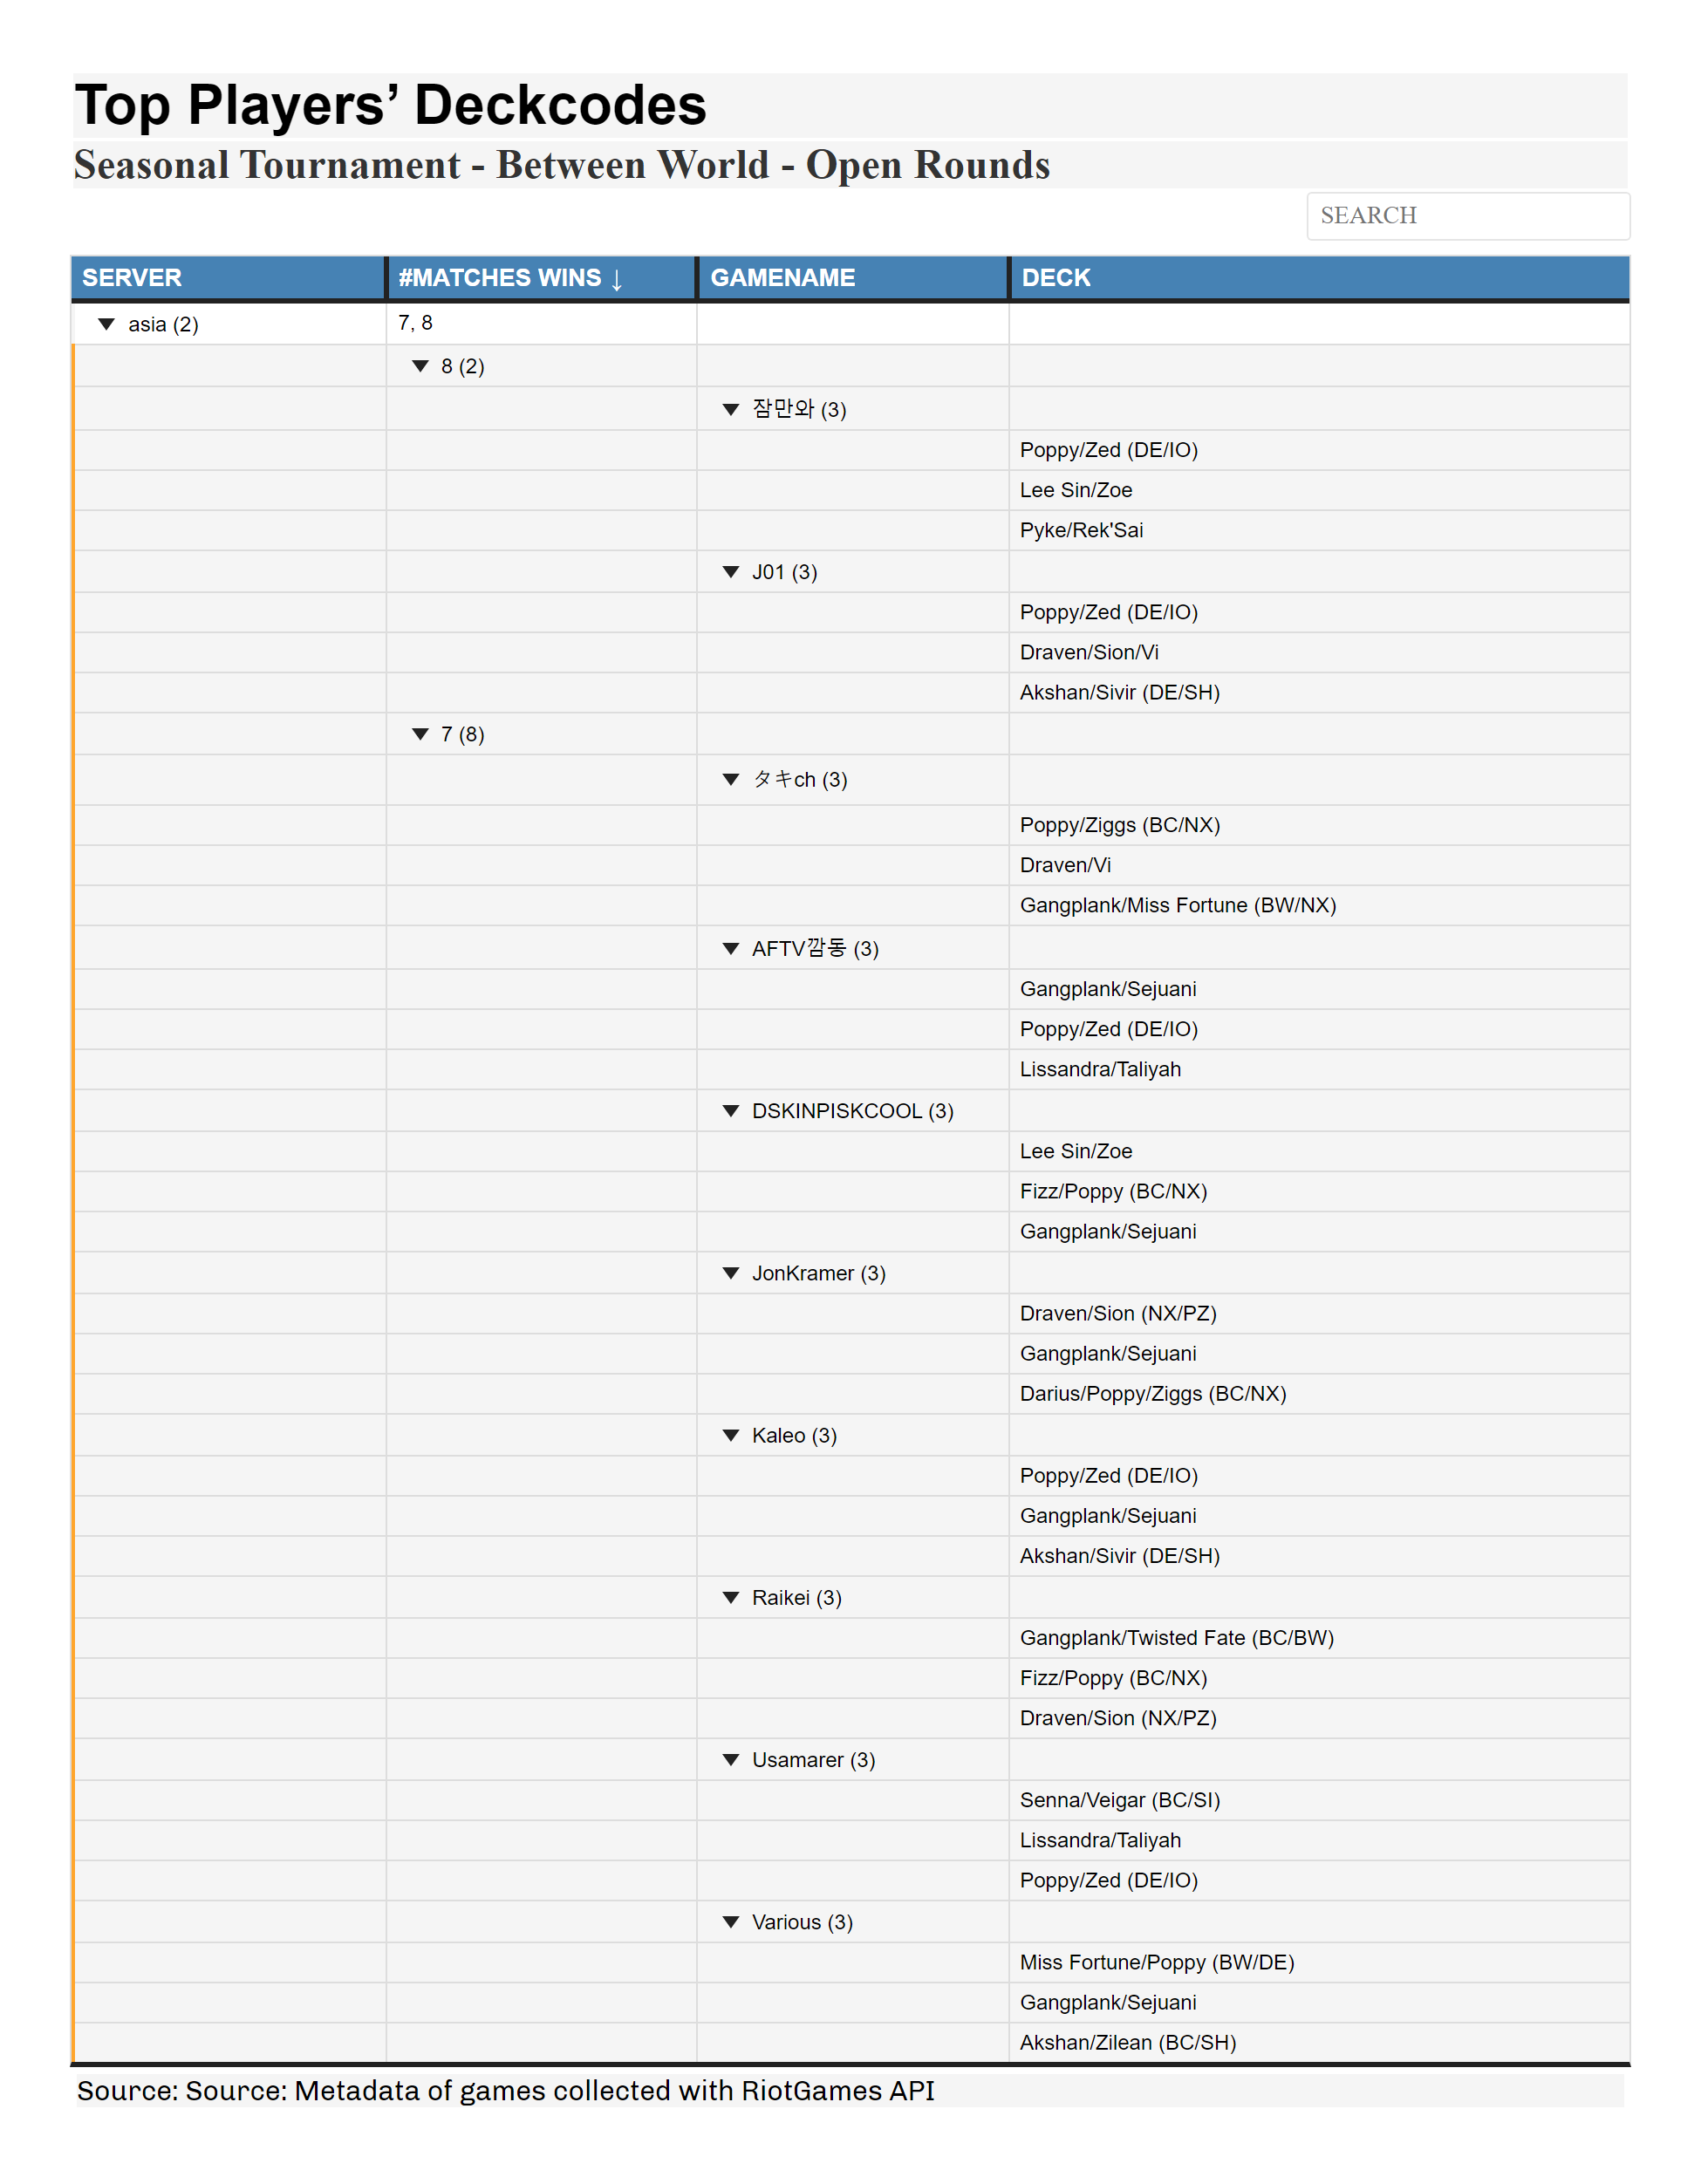 Top Players’ Deckcodes
Seasonal Tournament - Between World - Open Rounds
SEARCH
SERVER #MATCHES WINS ↓ GAMENAME DECK
asia (2) 7, 8
8 (2)
잠만와 (3)
Poppy/Zed (DE/IO)
Lee Sin/Zoe
Pyke/Rek'Sai
J01 (3)
Poppy/Zed (DE/IO)
Draven/Sion/Vi
Akshan/Sivir (DE/SH)
7 (8)
タキch (3)
Poppy/Ziggs (BC/NX)
Draven/Vi
Gangplank/Miss Fortune (BW/NX)
AFTV깜동 (3)
Gangplank/Sejuani
Poppy/Zed (DE/IO)
Lissandra/Taliyah
DSKINPISKCOOL (3)
Lee Sin/Zoe
Fizz/Poppy (BC/NX)
Gangplank/Sejuani
JonKramer (3)
Draven/Sion (NX/PZ)
Gangplank/Sejuani
Darius/Poppy/Ziggs (BC/NX)
Kaleo (3)
Poppy/Zed (DE/IO)
Gangplank/Sejuani
Akshan/Sivir (DE/SH)
Raikei (3)
Gangplank/Twisted Fate (BC/BW)
Fizz/Poppy (BC/NX)
Draven/Sion (NX/PZ)
Usamarer (3)
Senna/Veigar (BC/SI)
Lissandra/Taliyah
Poppy/Zed (DE/IO)
Various (3)
Miss Fortune/Poppy (BW/DE)
Gangplank/Sejuani
Akshan/Zilean (BC/SH)
Source: Source: Metadata of games collected with RiotGames API